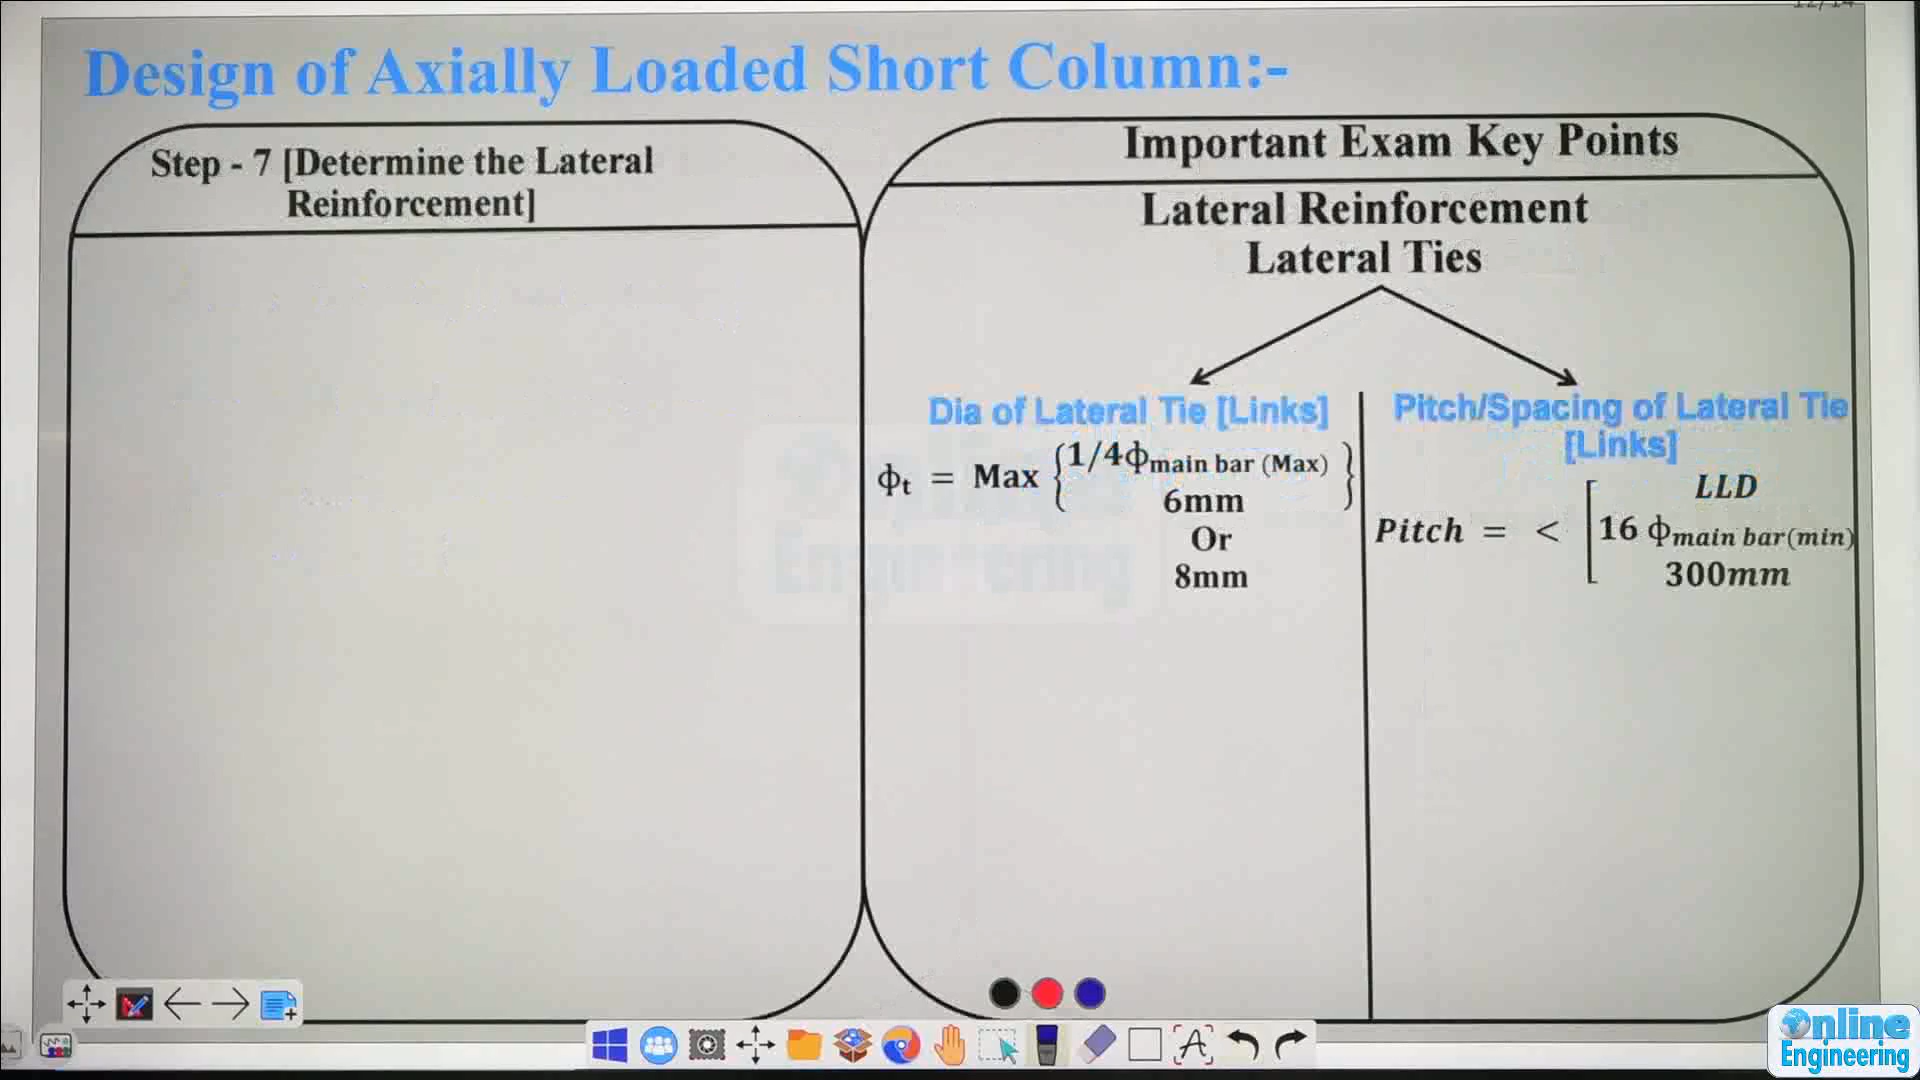 Design of Axially Loaded Short Column:-
Step - 7 [Determine the Lateral
Reinforcement]
Important Exam Key Points
Lateral Reinforcement
Lateral Ties
Dia of Lateral Tie [Links]
ϕt = Max {1/4ϕmain bar (Max)
6mm }
Or
8mm
Pitch/Spacing of Lateral Tie
[Links]
Pitch = < [ LLD
16 ϕmain bar(min)
300mm
Online
Engineering
Online
Engineering